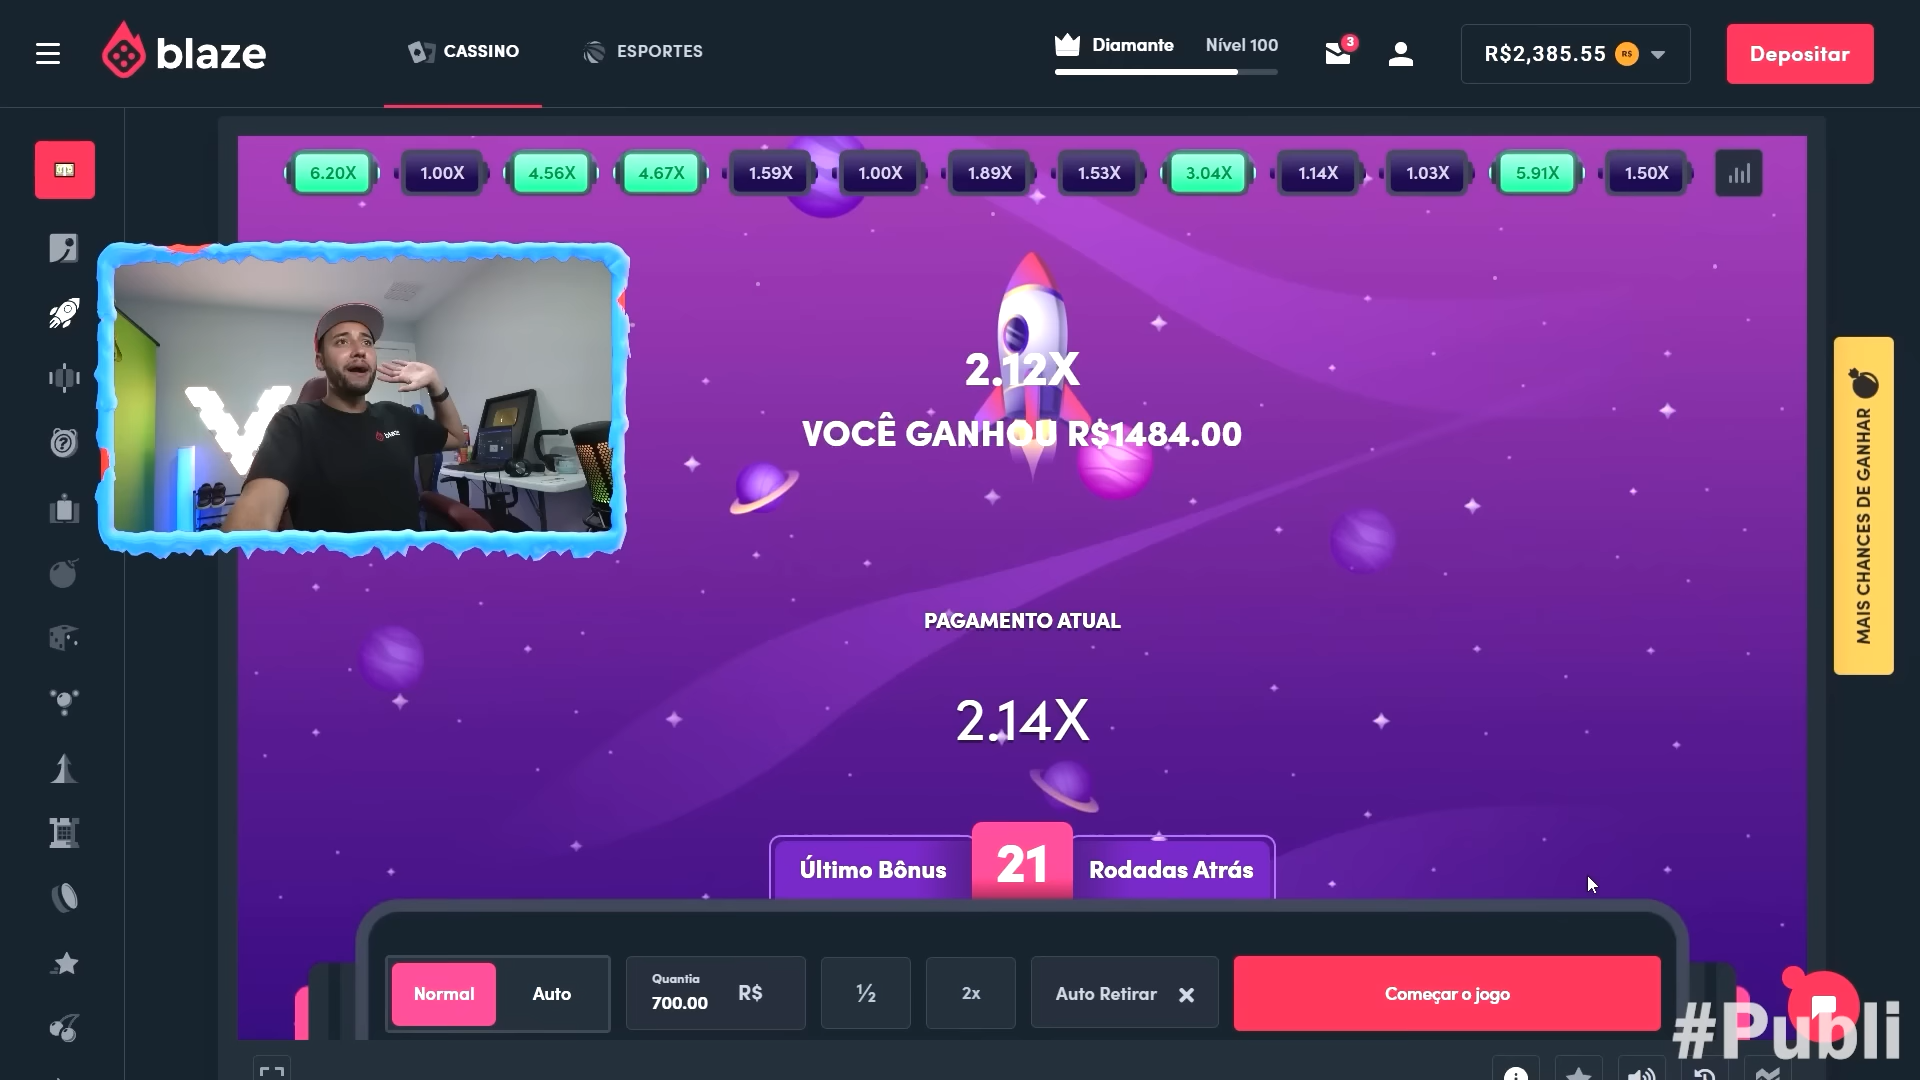 blaze
CASSINO
ESPORTES
Diamante
Nível 100
3
R$2,385.55
R$
Depositar
6.20X
1.00X
4.56X
4.67X
1.59X
1.00X
1.89X
1.53X
3.04X
1.14X
1.03X
5.91X
1.50X
blaze
2.12X
VOCÊ GANHOU R$1484.00
MAIS CHANCES DE GANHAR
PAGAMENTO ATUAL
2.14X
Último Bônus
21
Rodadas Atrás
Normal
Auto
Quantia
700.00
R$
½
2x
Auto Retirar
Começar o jogo
#Publi